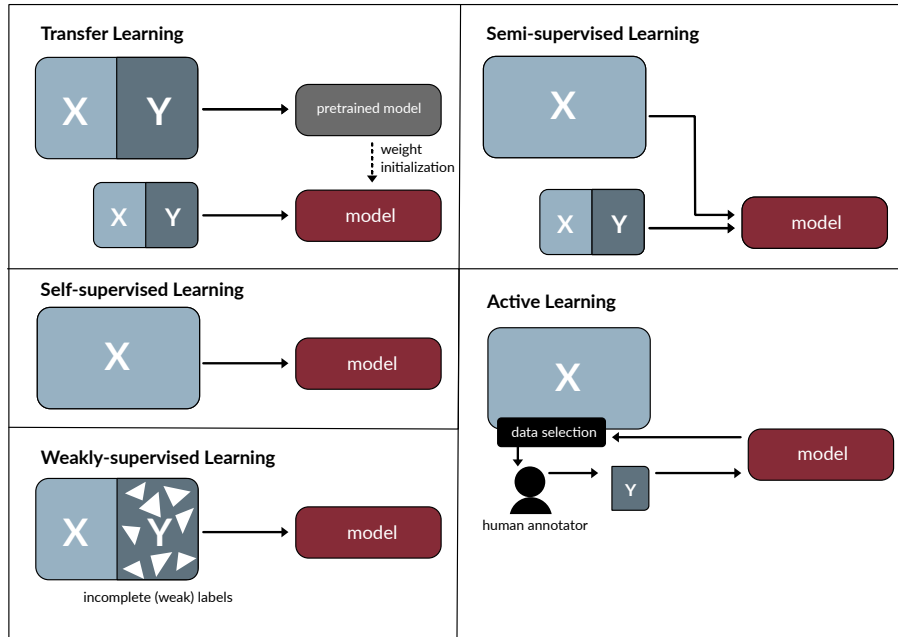 Transfer Learning
X
Y
pretrained model
weight
initialization
X
Y
model
Semi-supervised Learning
X
X
Y
model
Self-supervised Learning
X
model
Active Learning
X
data selection
model
Y
human annotator
Weakly-supervised Learning
X
Y
model
incomplete (weak) labels